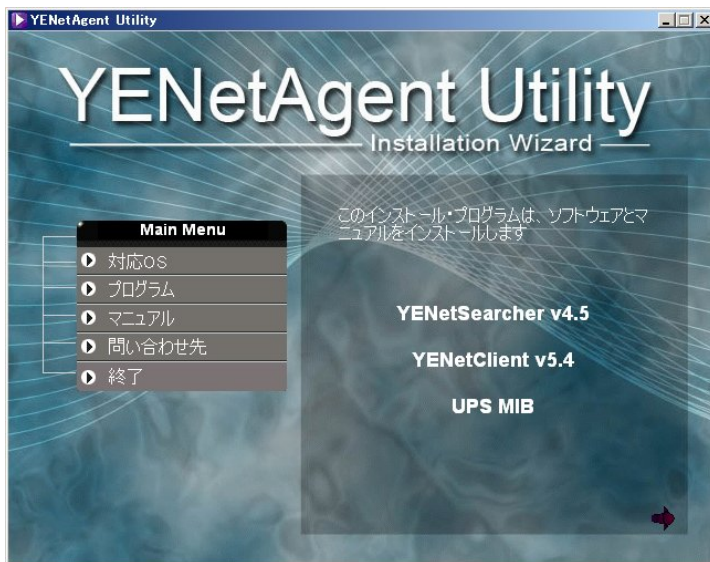 YENetAgent Utility
YENetAgent Utility
Installation Wizard
Main Menu
対応OS
プログラム
マニュアル
問い合わせ先
終了
このインストール・プログラムは、ソフトウェアとマ
ニュアルをインストールします
YENetSearcher v4.5
YENetClient v5.4
UPS MIB